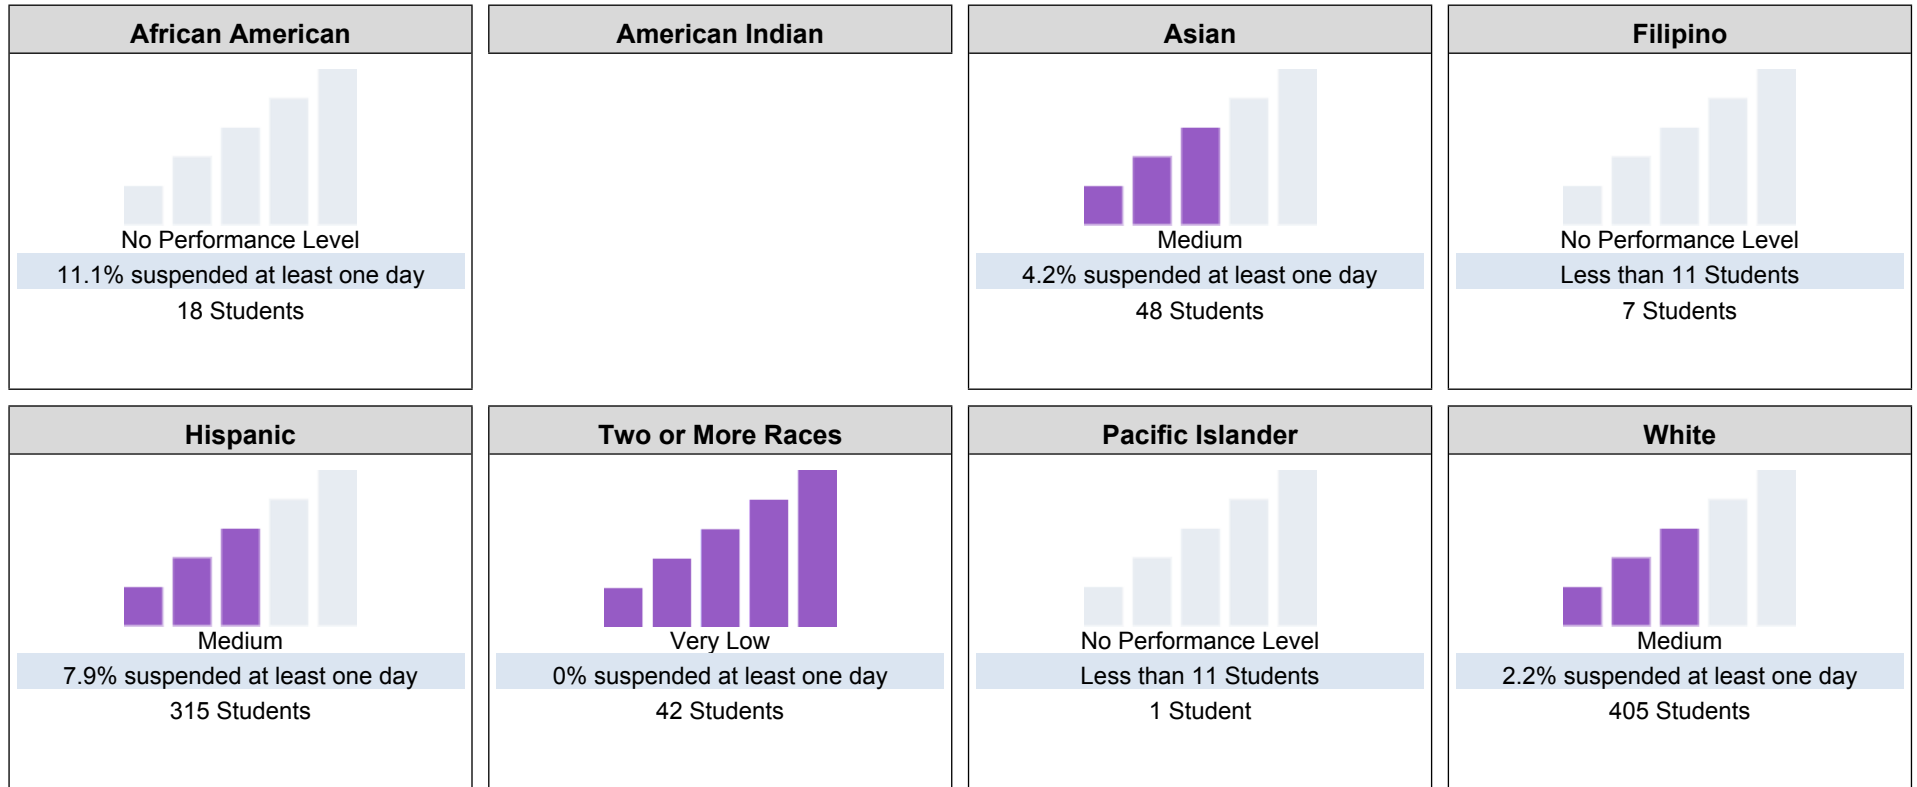 African American
No Performance Level
11.1% suspended at least one day
18 Students
American Indian
Asian
Medium
4.2% suspended at least one day
48 Students
Filipino
No Performance Level
Less than 11 Students
7 Students
Hispanic
Medium
7.9% suspended at least one day
315 Students
Two or More Races
Very Low
0% suspended at least one day
42 Students
Pacific Islander
No Performance Level
Less than 11 Students
1 Student
White
Medium
2.2% suspended at least one day
405 Students